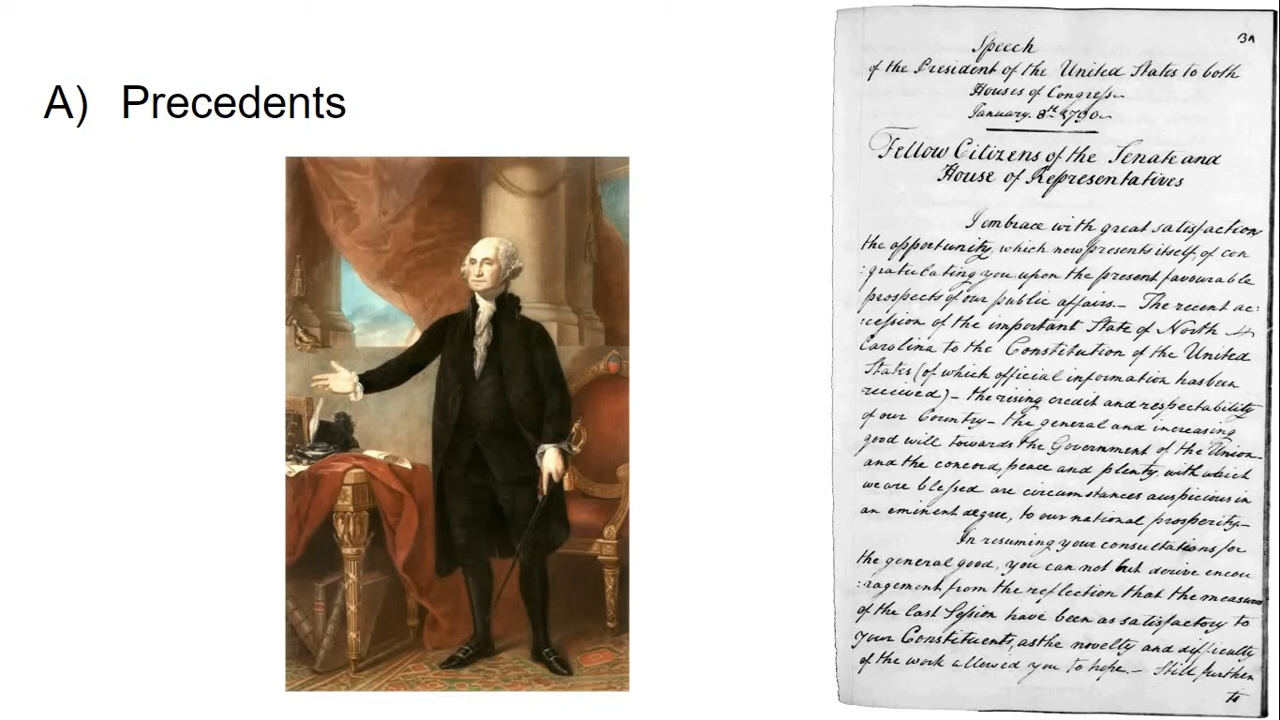 A) Precedents
3A
Speech
of the President of the United States to both
Houses of Congress
January. 8th 1790
Fellow Citizens of the Senate and
House of Representatives
I embrace with great satisfaction
the opportunity, which now presents itself, of con
:gratulating you upon the present favourable
prospects of our public affairs.— The recent ac:
cession of the important State of North
Carolina to the Constitution of the United
States (of which official information has been
received)— the rising credit and respectability
of our Country— the general and increasing
good will towards the Government of the Union—
and the concord, peace and plenty, with which
we are blessed are circumstances auspicious in
an eminent degree, to our national prosperity—
In resuming your consultations for
the general good, you can not but derive encou
:ragement from the reflection that the measures
of the last Session have been as satisfactory to
your Constituents, as the novelty and difficulty
of the work allowed you to hope.— Still further
to